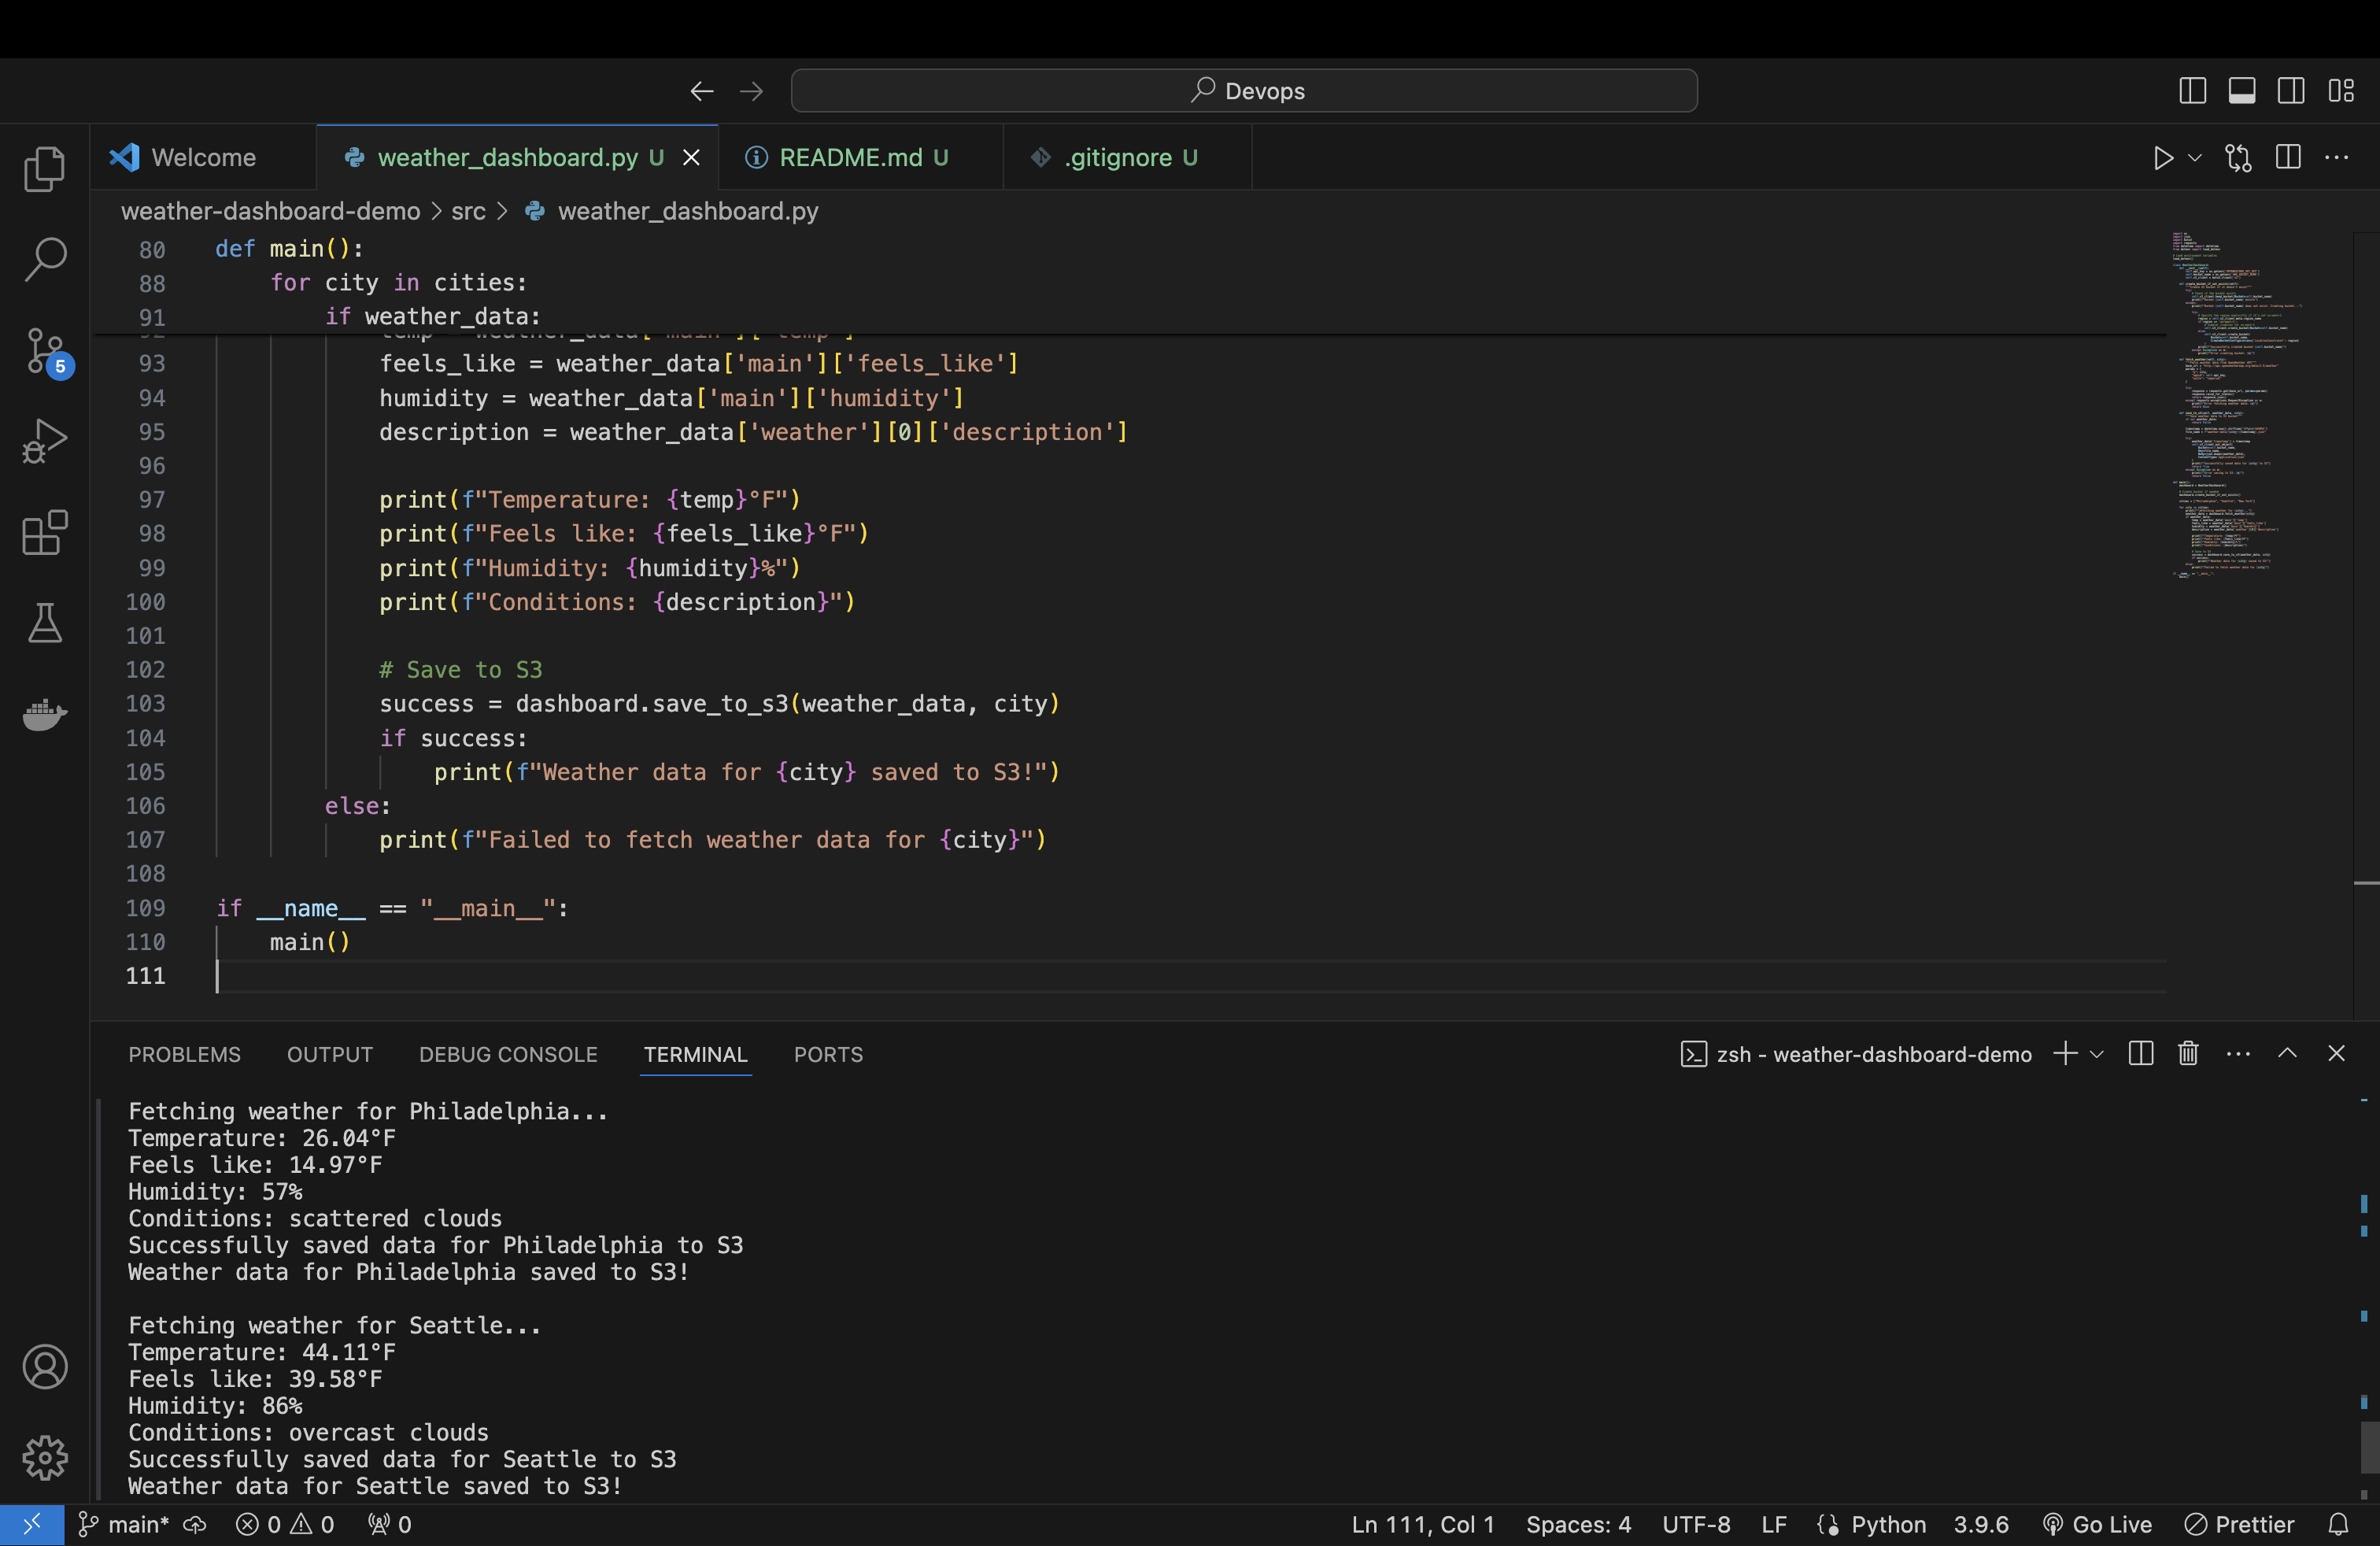 Devops
Welcome
weather_dashboard.py U
README.md U
.gitignore U
weather-dashboard-demo > src > weather_dashboard.py
80 def main():
88 for city in cities:
91 if weather_data:
93 feels_like = weather_data['main']['feels_like']
94 humidity = weather_data['main']['humidity']
95 description = weather_data['weather'][0]['description']
96
97 print(f"Temperature: {temp}°F")
98 print(f"Feels like: {feels_like}°F")
99 print(f"Humidity: {humidity}%")
100 print(f"Conditions: {description}")
101
102 # Save to S3
103 success = dashboard.save_to_s3(weather_data, city)
104 if success:
105 print(f"Weather data for {city} saved to S3!")
106 else:
107 print(f"Failed to fetch weather data for {city}")
108
109 if __name__ == "__main__":
110 main()
111
5
PROBLEMS OUTPUT DEBUG CONSOLE TERMINAL PORTS
zsh - weather-dashboard-demo
Fetching weather for Philadelphia...
Temperature: 26.04°F
Feels like: 14.97°F
Humidity: 57%
Conditions: scattered clouds
Successfully saved data for Philadelphia to S3
Weather data for Philadelphia saved to S3!
Fetching weather for Seattle...
Temperature: 44.11°F
Feels like: 39.58°F
Humidity: 86%
Conditions: overcast clouds
Successfully saved data for Seattle to S3
Weather data for Seattle saved to S3!
main* 0 0 0 Ln 111, Col 1 Spaces: 4 UTF-8 LF Python 3.9.6 Go Live Prettier